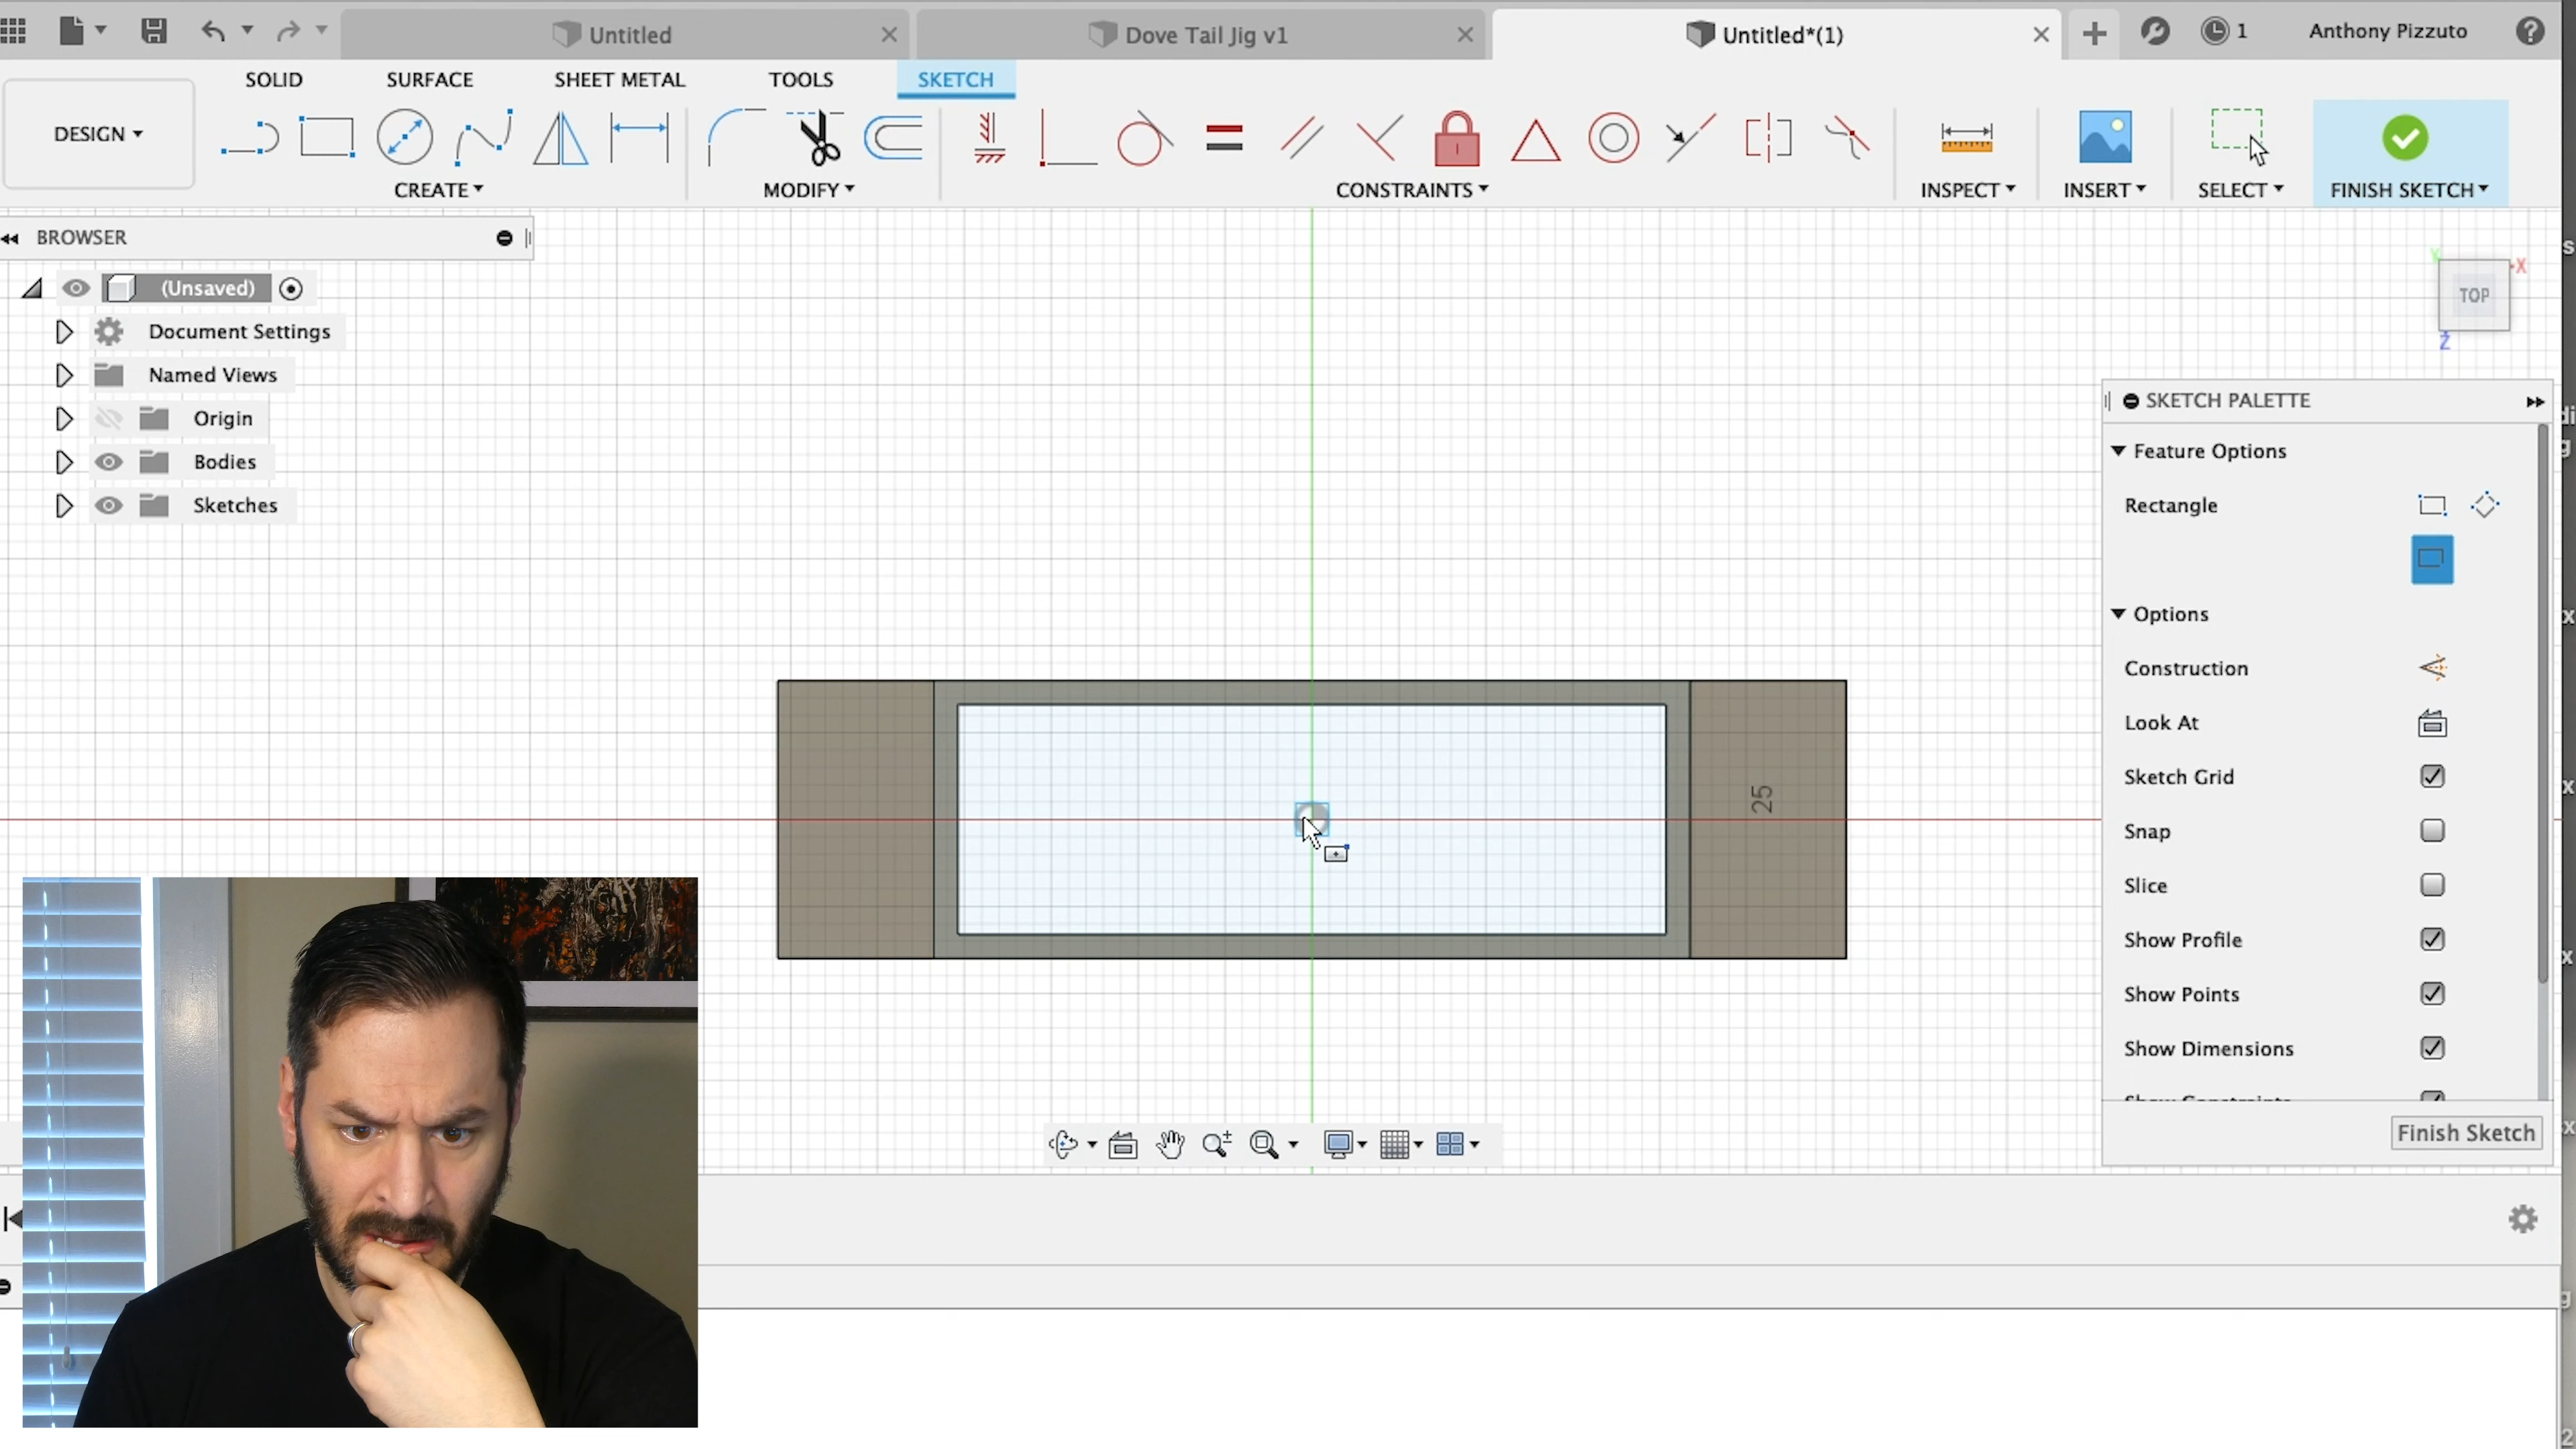 Untitled
Dove Tail Jig v1
Untitled*(1)
1
Anthony Pizzuto
SOLID
SURFACE
SHEET METAL
TOOLS
SKETCH
DESIGN
CREATE
MODIFY
CONSTRAINTS
INSPECT
INSERT
SELECT
FINISH SKETCH
BROWSER
(Unsaved)
Document Settings
Named Views
Origin
Bodies
Sketches
Y
X
TOP
Z
SKETCH PALETTE
Feature Options
Rectangle
Options
Construction
Look At
Sketch Grid
Snap
Slice
Show Profile
Show Points
Show Dimensions
Finish Sketch
25